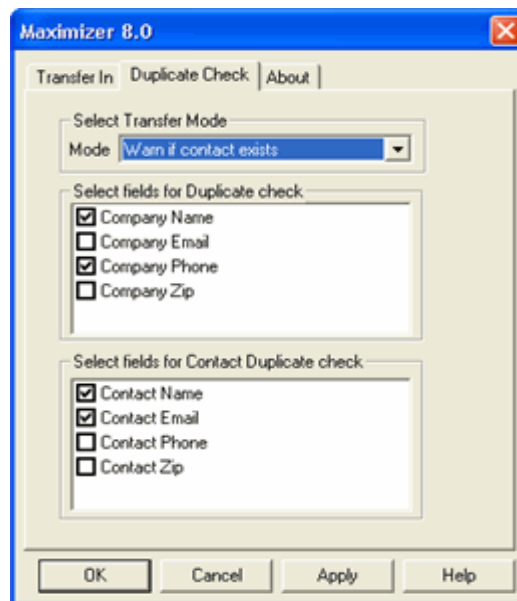 Maximizer 8.0
Transfer In Duplicate Check About
Select Transfer Mode
Mode Warn if contact exists
Select fields for Duplicate check
Company Name
Company Email
Company Phone
Company Zip
Select fields for Contact Duplicate check
Contact Name
Contact Email
Contact Phone
Contact Zip
OK Cancel Apply Help